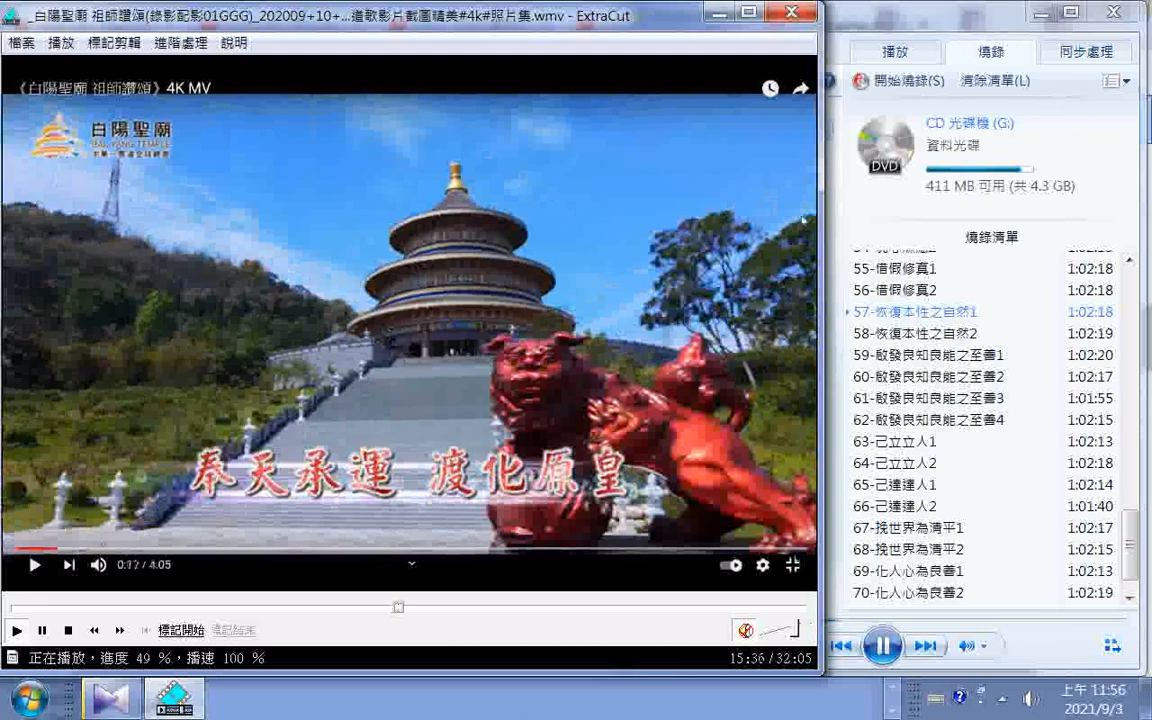 _白陽聖廟 祖師讚頌(錄影配影01GGG)_202009+10+...道歌影片截圖精美#4k#照片集.wmv - ExtraCut
檔案 播放 標記剪輯 進階處理 說明
《白陽聖廟 祖師讚頌》4K MV
白陽聖廟
BAI YANG TEMPLE
奉天承運 渡化原皇
0:17 / 4:05
標記開始 標記結束
正在播放，進度 49 %，播速 100 %
15:36 / 32:05
播放 燒錄 同步處理
開始燒錄(S) 清除清單(L)
CD 光碟機 (G:)
資料光碟
DVD
411 MB 可用 (共 4.3 GB)
燒錄清單
55-借假修真1 1:02:18
56-借假修真2 1:02:18
57-恢復本性之自然1 1:02:18
58-恢復本性之自然2 1:02:19
59-啟發良知良能之至善1 1:02:20
60-啟發良知良能之至善2 1:02:17
61-啟發良知良能之至善3 1:01:55
62-啟發良知良能之至善4 1:02:15
63-己立立人1 1:02:13
64-己立立人2 1:02:18
65-己達達人1 1:02:14
66-己達達人2 1:01:40
67-挽世界為清平1 1:02:17
68-挽世界為清平2 1:02:15
69-化人心為良善1 1:02:13
70-化人心為良善2 1:02:19
上午 11:56
2021/9/3